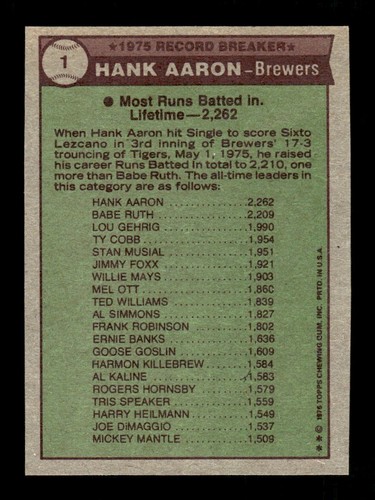 ★1975 RECORD BREAKER★
1
HANK AARON–Brewers
● Most Runs Batted in.
Lifetime—2,262
When Hank Aaron hit Single to score Sixto
Lezcano in 3rd inning of Brewers' 17-3
trouncing of Tigers, May 1, 1975, he raised
his career Runs Batted In total to 2,210, one
more than Babe Ruth. The all-time leaders in
this category are as follows:
HANK AARON 2,262
BABE RUTH 2,209
LOU GEHRIG 1,990
TY COBB 1,954
STAN MUSIAL 1,951
JIMMY FOXX 1,921
WILLIE MAYS 1,903
MEL OTT 1,860
TED WILLIAMS 1,839
AL SIMMONS 1,827
FRANK ROBINSON 1,802
ERNIE BANKS 1,636
GOOSE GOSLIN 1,609
HARMON KILLEBREW 1,584
AL KALINE 1,583
ROGERS HORNSBY 1,579
TRIS SPEAKER 1,559
HARRY HEILMANN 1,549
JOE DiMAGGIO 1,537
MICKEY MANTLE 1,509
★★ © 1976 TOPPS CHEWING GUM, INC. PRTD. IN U.S.A.